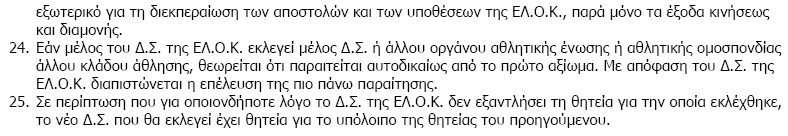 εξωτερικό για τη διεκπεραίωση των αποστολών και των υποθέσεων της ΕΛ.Ο.Κ., παρά μόνο τα έξοδα κινήσεως
και διαμονής.
24. Εάν μέλος του Δ.Σ. της ΕΛ.Ο.Κ. εκλεγεί μέλος Δ.Σ. ή άλλου οργάνου αθλητικής ένωσης ή αθλητικής ομοσπονδίας
άλλου κλάδου άθλησης, θεωρείται ότι παραιτείται αυτοδικαίως από το πρώτο αξίωμα. Με απόφαση του Δ.Σ. της
ΕΛ.Ο.Κ. διαπιστώνεται η επέλευση της πιο πάνω παραίτησης.
25. Σε περίπτωση που για οποιονδήποτε λόγο το Δ.Σ. της ΕΛ.Ο.Κ. δεν εξαντλήσει τη θητεία για την οποία εκλέχθηκε,
το νέο Δ.Σ. που θα εκλεγεί έχει θητεία για το υπόλοιπο της θητείας του προηγούμενου.